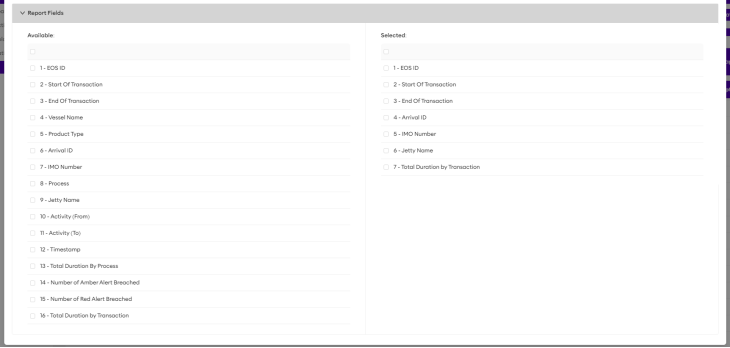 Report Fields
Available:
1 - EOS ID
2 - Start Of Transaction
3 - End Of Transaction
4 - Vessel Name
5 - Product Type
6 - Arrival ID
7 - IMO Number
8 - Process
9 - Jetty Name
10 - Activity (From)
11 - Activity (To)
12 - Timestamp
13 - Total Duration By Process
14 - Number of Amber Alert Breached
15 - Number of Red Alert Breached
16 - Total Duration by Transaction
Selected:
1 - EOS ID
2 - Start Of Transaction
3 - End Of Transaction
4 - Arrival ID
5 - IMO Number
6 - Jetty Name
7 - Total Duration by Transaction